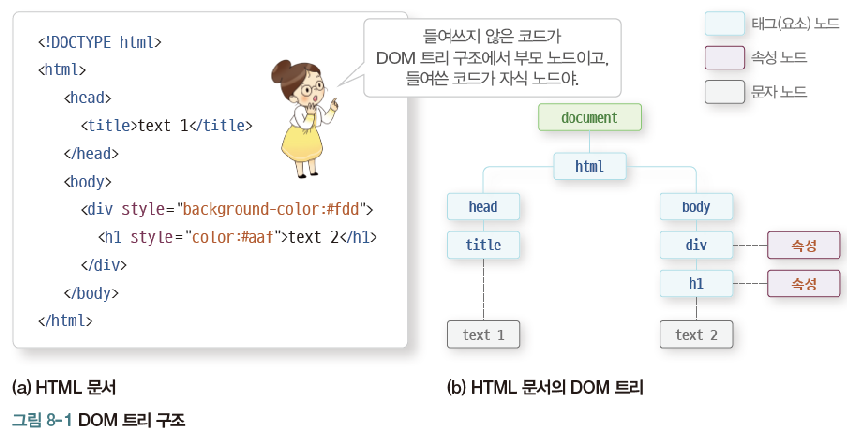 <!DOCTYPE html>
<html>
<head>
<title>text 1</title>
</head>
<body>
<div style="background-color:#fdd">
<h1 style="color:#aaf">text 2</h1>
</div>
</body>
</html>
들여쓰지 않은 코드가
DOM 트리 구조에서 부모 노드이고,
들여쓴 코드가 자식 노드야.
태그(요소) 노드
속성 노드
문자 노드
document
html
head
body
title
div
속성
h1
속성
text 1
text 2
(a) HTML 문서
(b) HTML 문서의 DOM 트리
그림 8-1 DOM 트리 구조